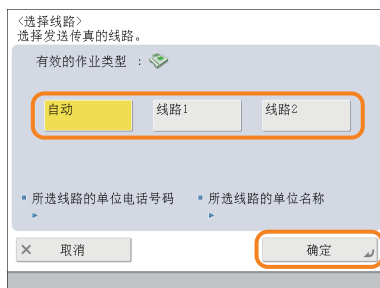 <选择线路>
选择发送传真的线路。
有效的作业类型 :
自动 线路1 线路2
所选线路的单位电话号码 所选线路的单位名称
取消 确定